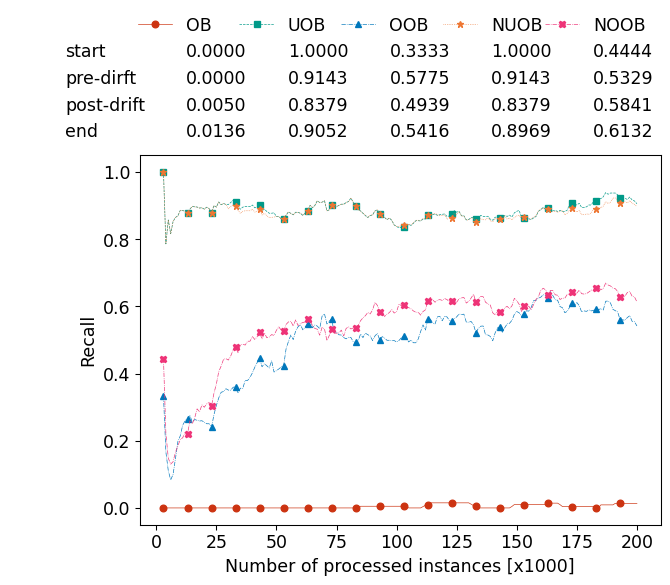 OB UOB OOB NUOB NOOB
start 0.0000 1.0000 0.3333 1.0000 0.4444
pre-dirft 0.0000 0.9143 0.5775 0.9143 0.5329
post-drift 0.0050 0.8379 0.4939 0.8379 0.5841
end 0.0136 0.9052 0.5416 0.8969 0.6132
1.0
0.8
0.6
0.4
0.2
0.0
Recall
0 25 50 75 100 125 150 175 200
Number of processed instances [x1000]